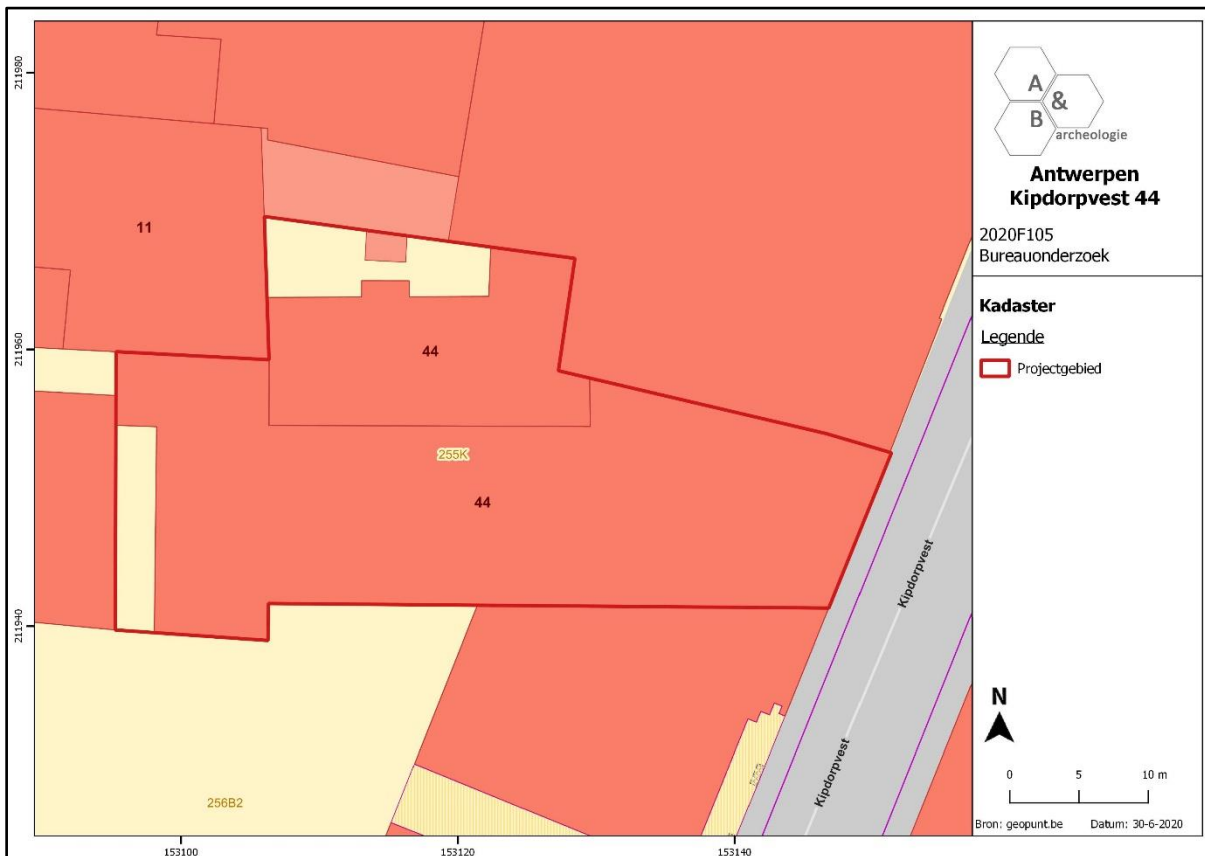 211980
211960
211940
11
44
255K
44
Kipdorpvest
Kipdorpvest
256B2
153100
153120
153140
A
&
B
archeologie
Antwerpen
Kipdorpvest 44
2020F105
Bureauonderzoek
Kadaster
Legende
Projectgebied
N
0 5 10 m
Bron: geopunt.be Datum: 30-6-2020